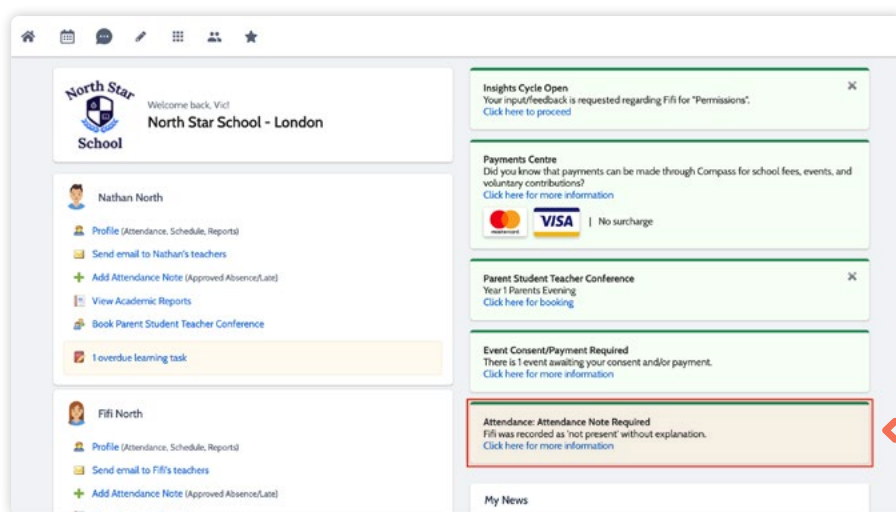 North Star
School
Welcome back, Vic!
North Star School - London
Nathan North
Profile (Attendance, Schedule, Reports)
Send email to Nathan's teachers
Add Attendance Note (Approved Absence/Late)
View Academic Reports
Book Parent Student Teacher Conference
1 overdue learning task
Fifi North
Profile (Attendance, Schedule, Reports)
Send email to Fifi's teachers
Add Attendance Note (Approved Absence/Late)
Insights Cycle Open
Your input/feedback is requested regarding Fifi for "Permissions".
Click here to proceed
Payments Centre
Did you know that payments can be made through Compass for school fees, events, and
voluntary contributions?
Click here for more information
mastercard VISA | No surcharge
Parent Student Teacher Conference
Year 1 Parents Evening
Click here for booking
Event Consent/Payment Required
There is 1 event awaiting your consent and/or payment.
Click here for more information
Attendance: Attendance Note Required
Fifi was recorded as 'not present' without explanation.
Click here for more information
My News